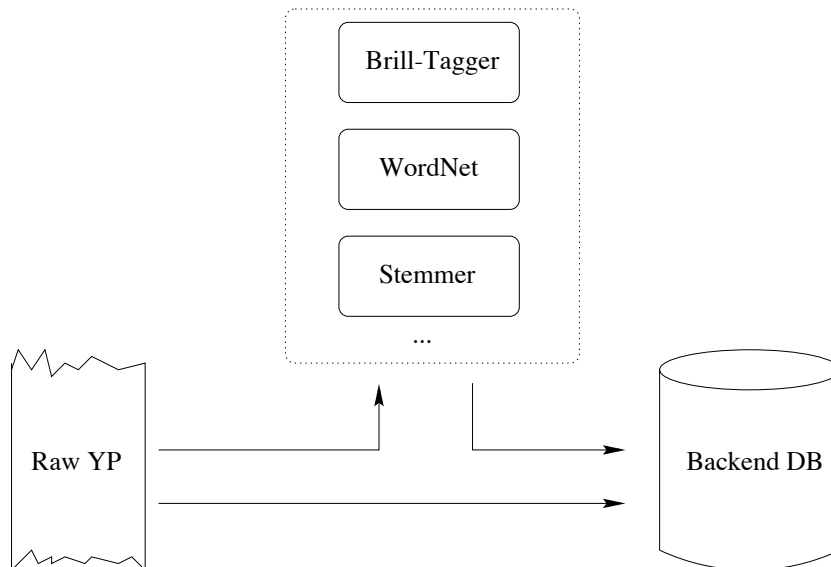 Brill-Tagger
WordNet
Stemmer
...
Raw YP
Backend DB